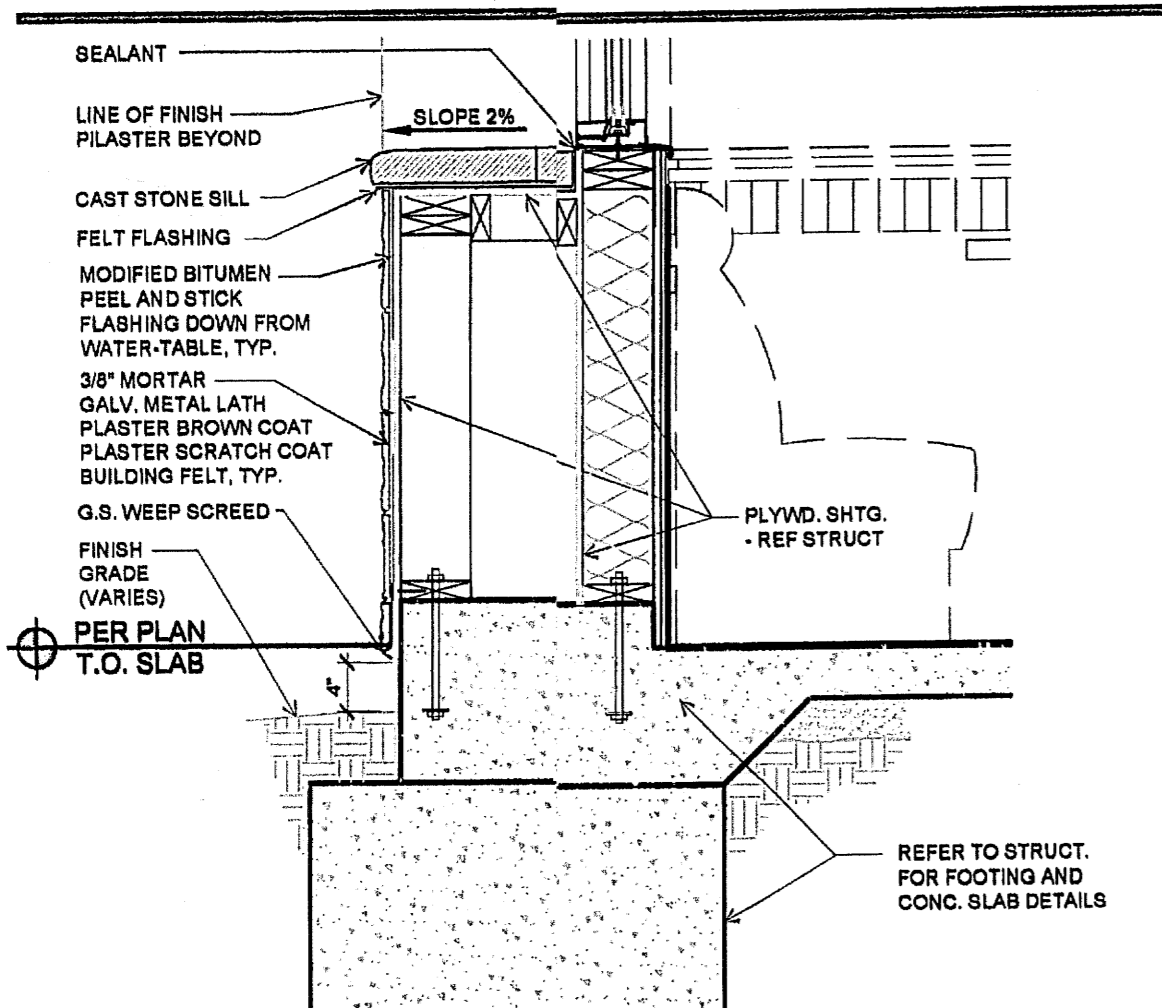 SEALANT
LINE OF FINISH
PILASTER BEYOND
SLOPE 2%
CAST STONE SILL
FELT FLASHING
MODIFIED BITUMEN
PEEL AND STICK
FLASHING DOWN FROM
WATER-TABLE, TYP.
3/8" MORTAR
GALV. METAL LATH
PLASTER BROWN COAT
PLASTER SCRATCH COAT
BUILDING FELT, TYP.
G.S. WEEP SCREED
FINISH
GRADE
(VARIES)
PER PLAN
T.O. SLAB
4"
PLYWD. SHTG.
- REF STRUCT
REFER TO STRUCT.
FOR FOOTING AND
CONC. SLAB DETAILS